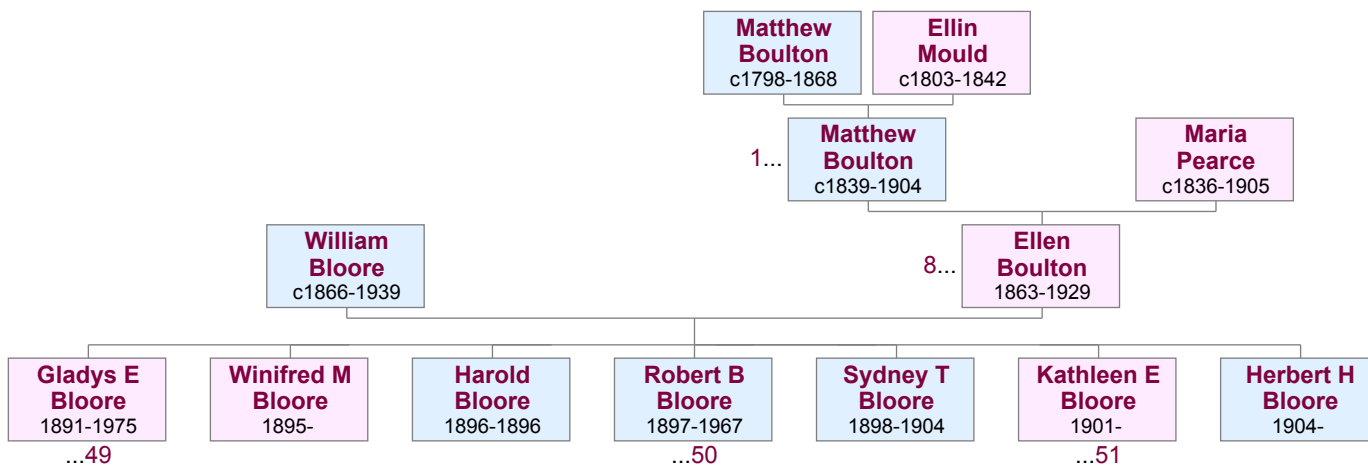 Matthew
Boulton
c1798-1868
Ellin
Mould
c1803-1842
1...
Matthew
Boulton
c1839-1904
Maria
Pearce
c1836-1905
William
Bloore
c1866-1939
8...
Ellen
Boulton
1863-1929
Gladys E
Bloore
1891-1975
...49
Winifred M
Bloore
1895-
Harold
Bloore
1896-1896
Robert B
Bloore
1897-1967
...50
Sydney T
Bloore
1898-1904
Kathleen E
Bloore
1901-
...51
Herbert H
Bloore
1904-